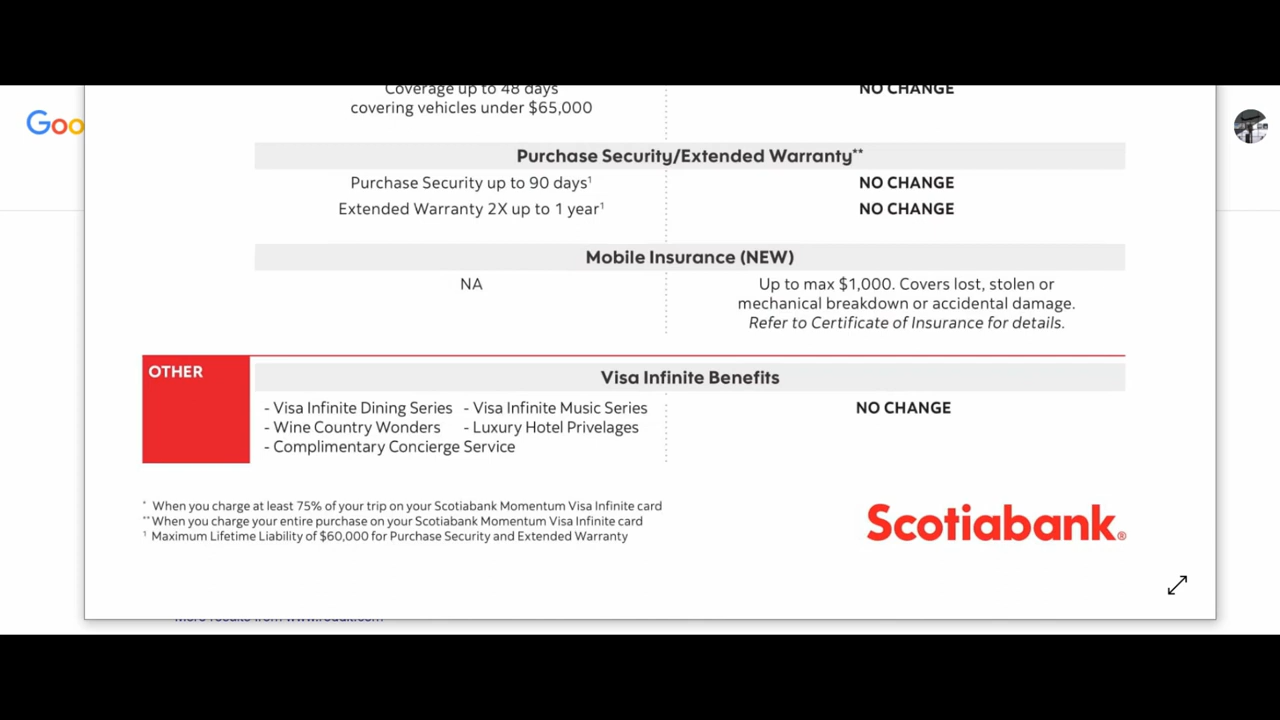 Coverage up to 48 days
covering vehicles under $65,000
NO CHANGE
Goo
Purchase Security/Extended Warranty**
Purchase Security up to 90 days¹
NO CHANGE
Extended Warranty 2X up to 1 year¹
NO CHANGE
Mobile Insurance (NEW)
NA
Up to max $1,000. Covers lost, stolen or
mechanical breakdown or accidental damage.
Refer to Certificate of Insurance for details.
OTHER
Visa Infinite Benefits
- Visa Infinite Dining Series - Visa Infinite Music Series
- Wine Country Wonders - Luxury Hotel Privelages
- Complimentary Concierge Service
NO CHANGE
* When you charge at least 75% of your trip on your Scotiabank Momentum Visa Infinite card
** When you charge your entire purchase on your Scotiabank Momentum Visa Infinite card
¹ Maximum Lifetime Liability of $60,000 for Purchase Security and Extended Warranty
Scotiabank®